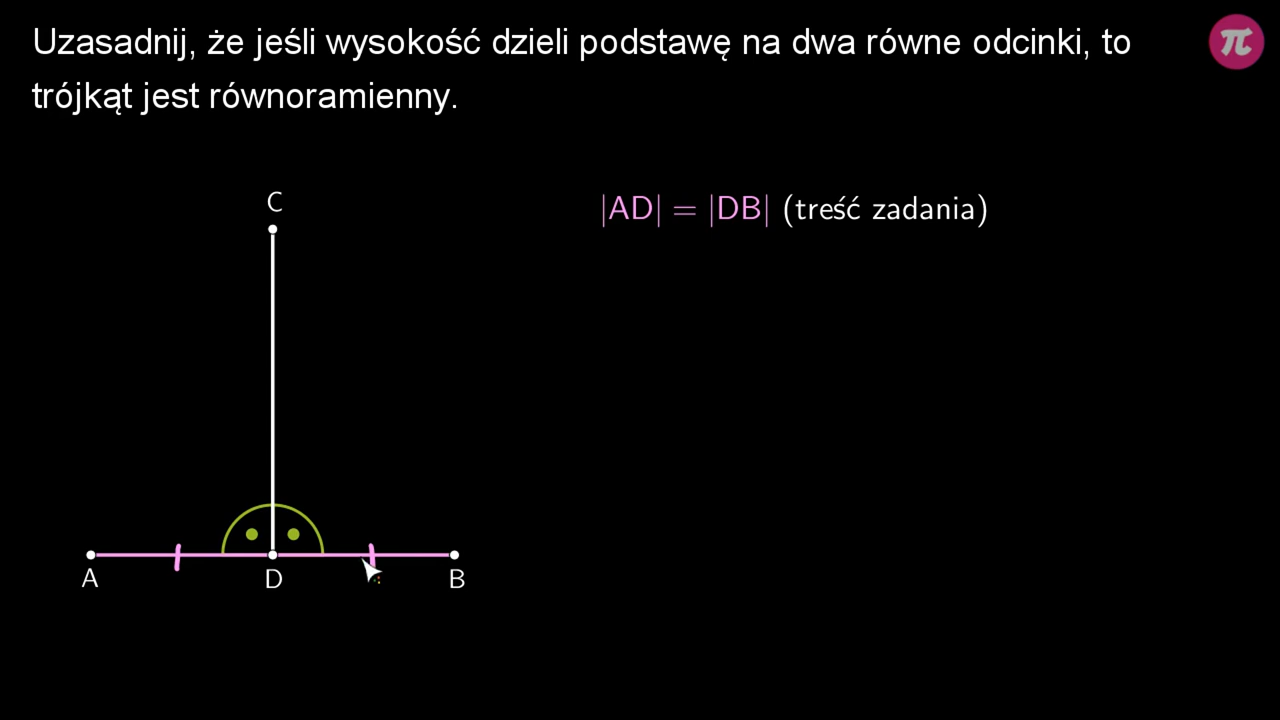 Uzasadnij, że jeśli wysokość dzieli podstawę na dwa równe odcinki, to
trójkąt jest równoramienny.
π
C
|AD| = |DB| (treść zadania)
A
D
B